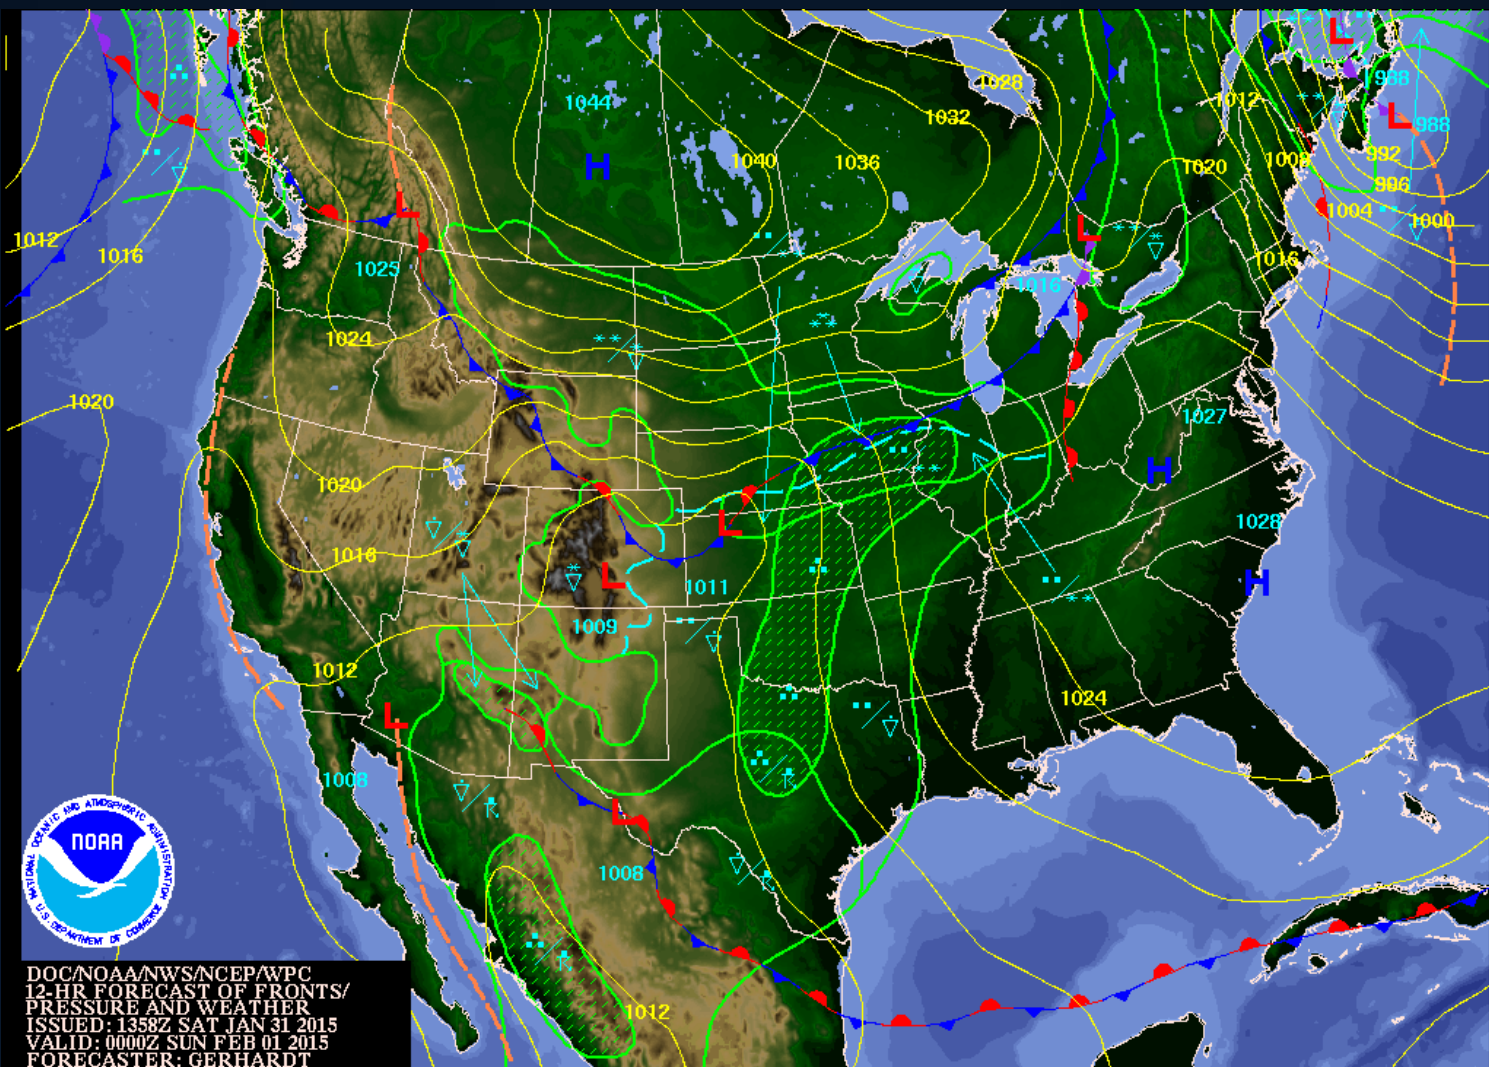 1044
1028
1012
1032
988
988
1040
1036
1020
1008
992
996
1004
1000
1012
1016
1025
1016
1016
1024
1020
1027
1020
1028
1016
1011
1009
1012
1024
1008
1008
1012
H
H
H
L
L
L
L
L
L
L
L
NATIONAL OCEANIC AND ATMOSPHERIC ADMINISTRATION
NOAA
U.S. DEPARTMENT OF COMMERCE
DOC/NOAA/NWS/NCEP/WPC
12-HR FORECAST OF FRONTS/
PRESSURE AND WEATHER
ISSUED: 1358Z SAT JAN 31 2015
VALID: 0000Z SUN FEB 01 2015
FORECASTER: GERHARDT